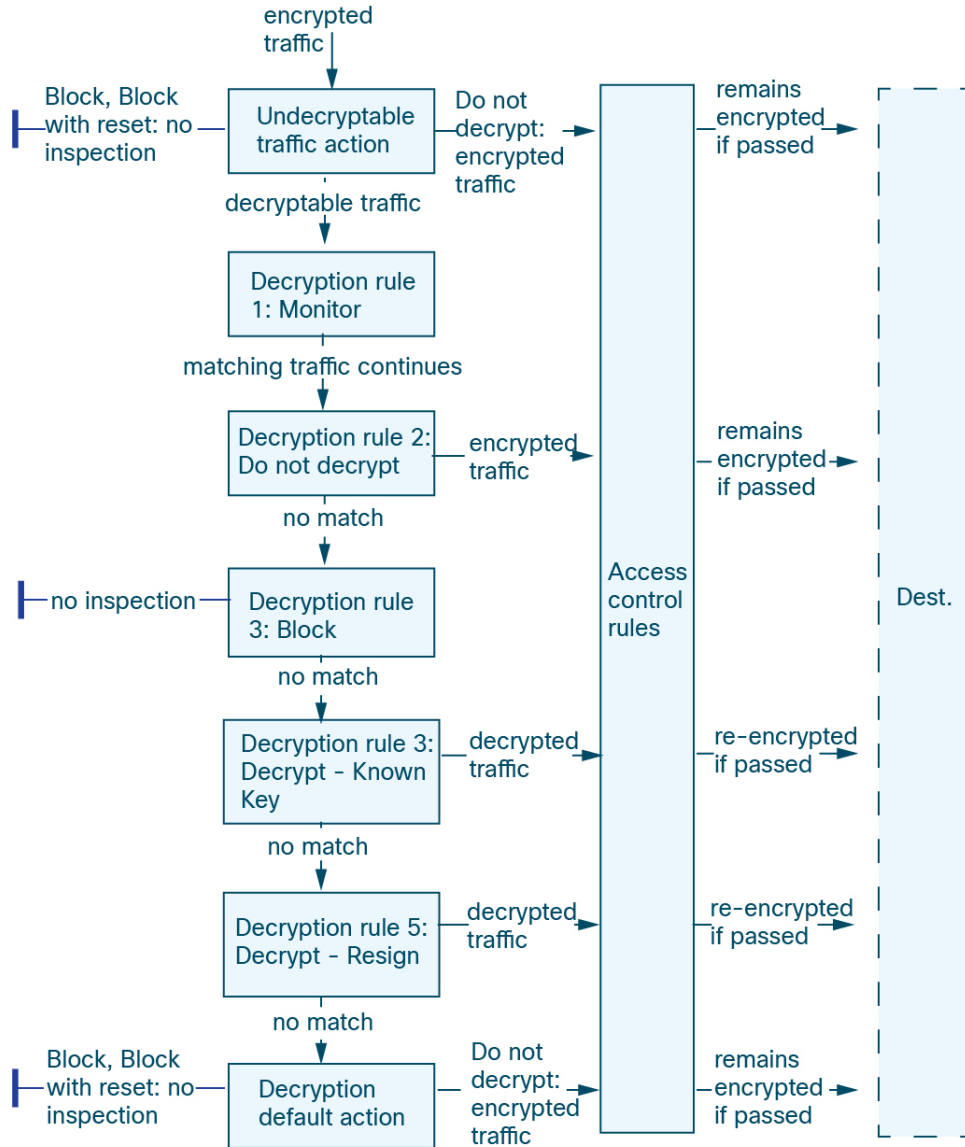 encrypted
traffic
Block, Block
with reset: no
inspection
Undecryptable
traffic action
Do not
decrypt:
encrypted
traffic
remains
encrypted
if passed
decryptable traffic
Decryption rule
1: Monitor
matching traffic continues
Decryption rule 2:
Do not decrypt
encrypted
traffic
remains
encrypted
if passed
no match
no inspection
Decryption rule
3: Block
Access
control
rules
Dest.
no match
Decryption rule 3:
Decrypt - Known
Key
decrypted
traffic
re-encrypted
if passed
no match
Decryption rule 5:
Decrypt - Resign
decrypted
traffic
re-encrypted
if passed
no match
Block, Block
with reset: no
inspection
Decryption
default action
Do not
decrypt:
encrypted
traffic
remains
encrypted
if passed